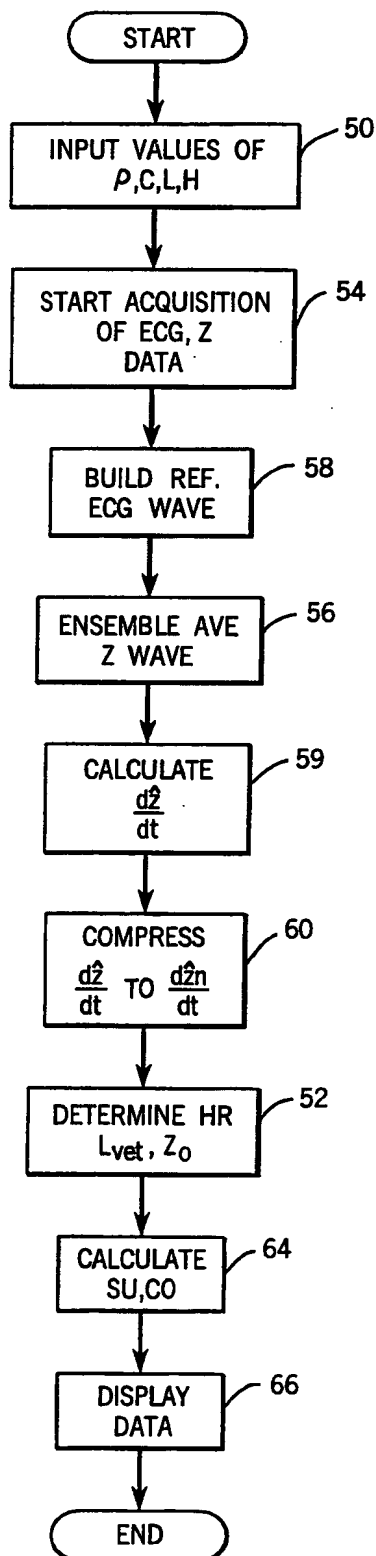 START
INPUT VALUES OF
ρ,C,L,H
50
START ACQUISITION
OF ECG, Z
DATA
54
BUILD REF.
ECG WAVE
58
ENSEMBLE AVE
Z WAVE
56
CALCULATE
dẑ
dt
59
COMPRESS
dẑ/dt TO dẑn/dt
60
DETERMINE HR
Lvet, Zo
52
CALCULATE
SU,CO
64
DISPLAY
DATA
66
END